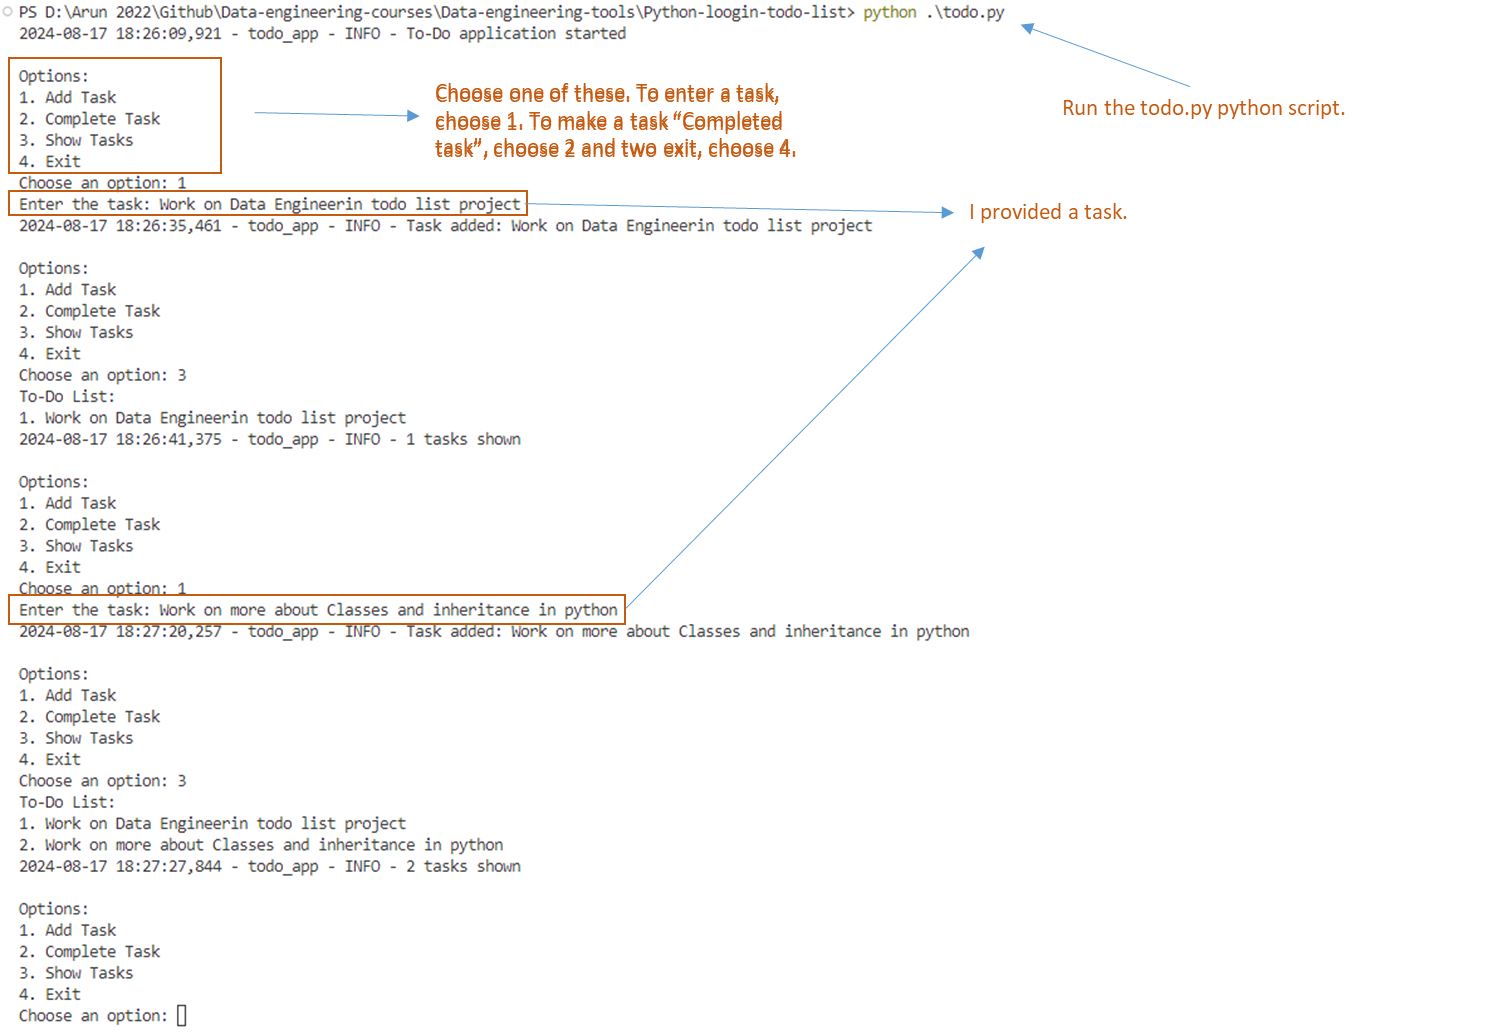 PS D:\Arun 2022\Github\Data-engineering-courses\Data-engineering-tools\Python-loogin-todo-list> python .\todo.py
2024-08-17 18:26:09,921 - todo_app - INFO - To-Do application started
Options:
1. Add Task
2. Complete Task
3. Show Tasks
4. Exit
Choose one of these. To enter a task,
choose 1. To make a task “Completed
task”, choose 2 and two exit, choose 4.
Run the todo.py python script.
Choose an option: 1
Enter the task: Work on Data Engineerin todo list project
I provided a task.
2024-08-17 18:26:35,461 - todo_app - INFO - Task added: Work on Data Engineerin todo list project
Options:
1. Add Task
2. Complete Task
3. Show Tasks
4. Exit
Choose an option: 3
To-Do List:
1. Work on Data Engineerin todo list project
2024-08-17 18:26:41,375 - todo_app - INFO - 1 tasks shown
Options:
1. Add Task
2. Complete Task
3. Show Tasks
4. Exit
Choose an option: 1
Enter the task: Work on more about Classes and inheritance in python
2024-08-17 18:27:20,257 - todo_app - INFO - Task added: Work on more about Classes and inheritance in python
Options:
1. Add Task
2. Complete Task
3. Show Tasks
4. Exit
Choose an option: 3
To-Do List:
1. Work on Data Engineerin todo list project
2. Work on more about Classes and inheritance in python
2024-08-17 18:27:27,844 - todo_app - INFO - 2 tasks shown
Options:
1. Add Task
2. Complete Task
3. Show Tasks
4. Exit
Choose an option: